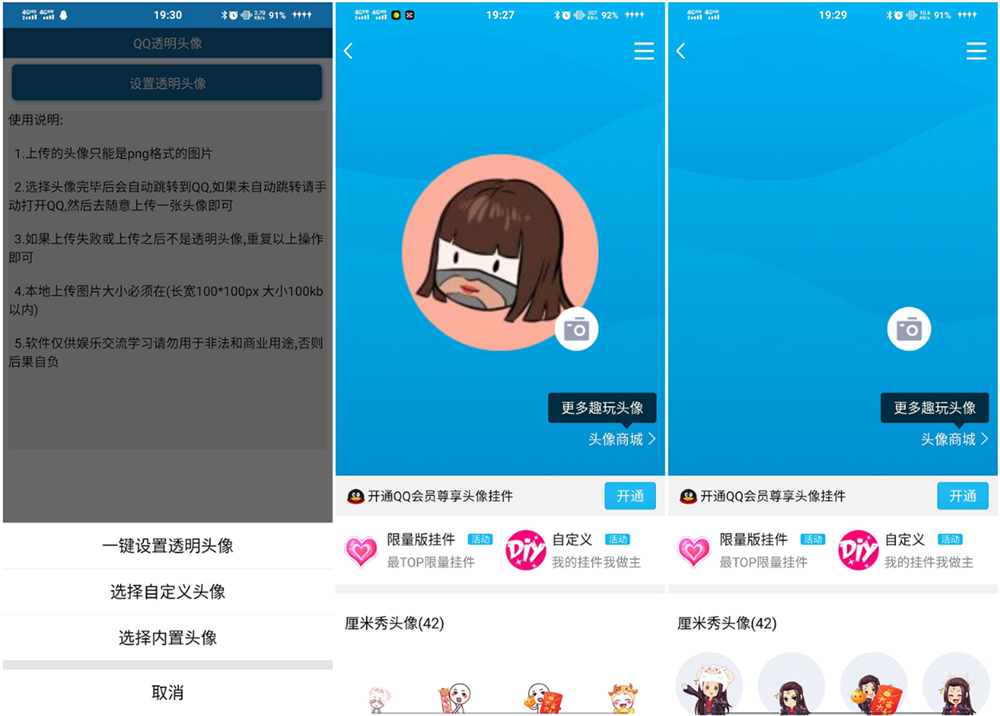 19:30
91%
QQ透明头像
设置透明头像
使用说明:
1.上传的头像只能是png格式的图片
2.选择头像完毕后会自动跳转到QQ,如果未自动跳转请手
动打开QQ,然后去随意上传一张头像即可
3.如果上传失败或上传之后不是透明头像,重复以上操作
即可
4.本地上传图片大小必须在(长宽100*100px 大小100kb
以内)
5.软件仅供娱乐交流学习请勿用于非法和商业用途,否则
后果自负
一键设置透明头像
选择自定义头像
选择内置头像
取消
19:27
92%
更多趣玩头像
头像商城
开通QQ会员尊享头像挂件
开通
限量版挂件 活动
最TOP限量挂件
DIY
自定义 活动
我的挂件我做主
厘米秀头像(42)
19:29
91%
更多趣玩头像
头像商城
开通QQ会员尊享头像挂件
开通
限量版挂件 活动
最TOP限量挂件
DIY
自定义 活动
我的挂件我做主
厘米秀头像(42)